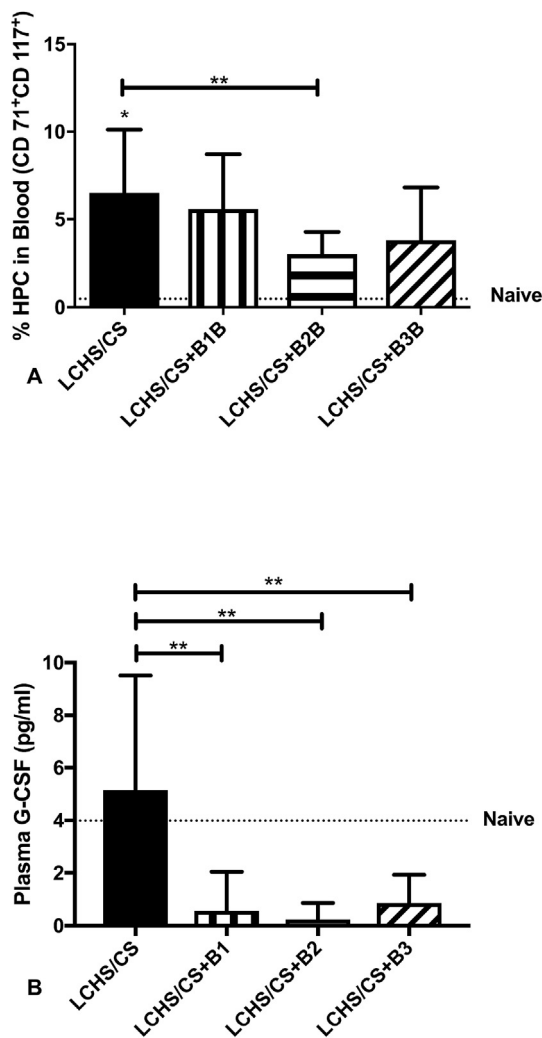 15
**
*
10
5
0
Naive
% HPC in Blood (CD 71⁺CD 117⁺)
LCHS/CS
LCHS/CS+B1B
LCHS/CS+B2B
LCHS/CS+B3B
A
**
**
**
10
8
6
4
2
0
Naive
Plasma G-CSF (pg/ml)
LCHS/CS
LCHS/CS+B1
LCHS/CS+B2
LCHS/CS+B3
B